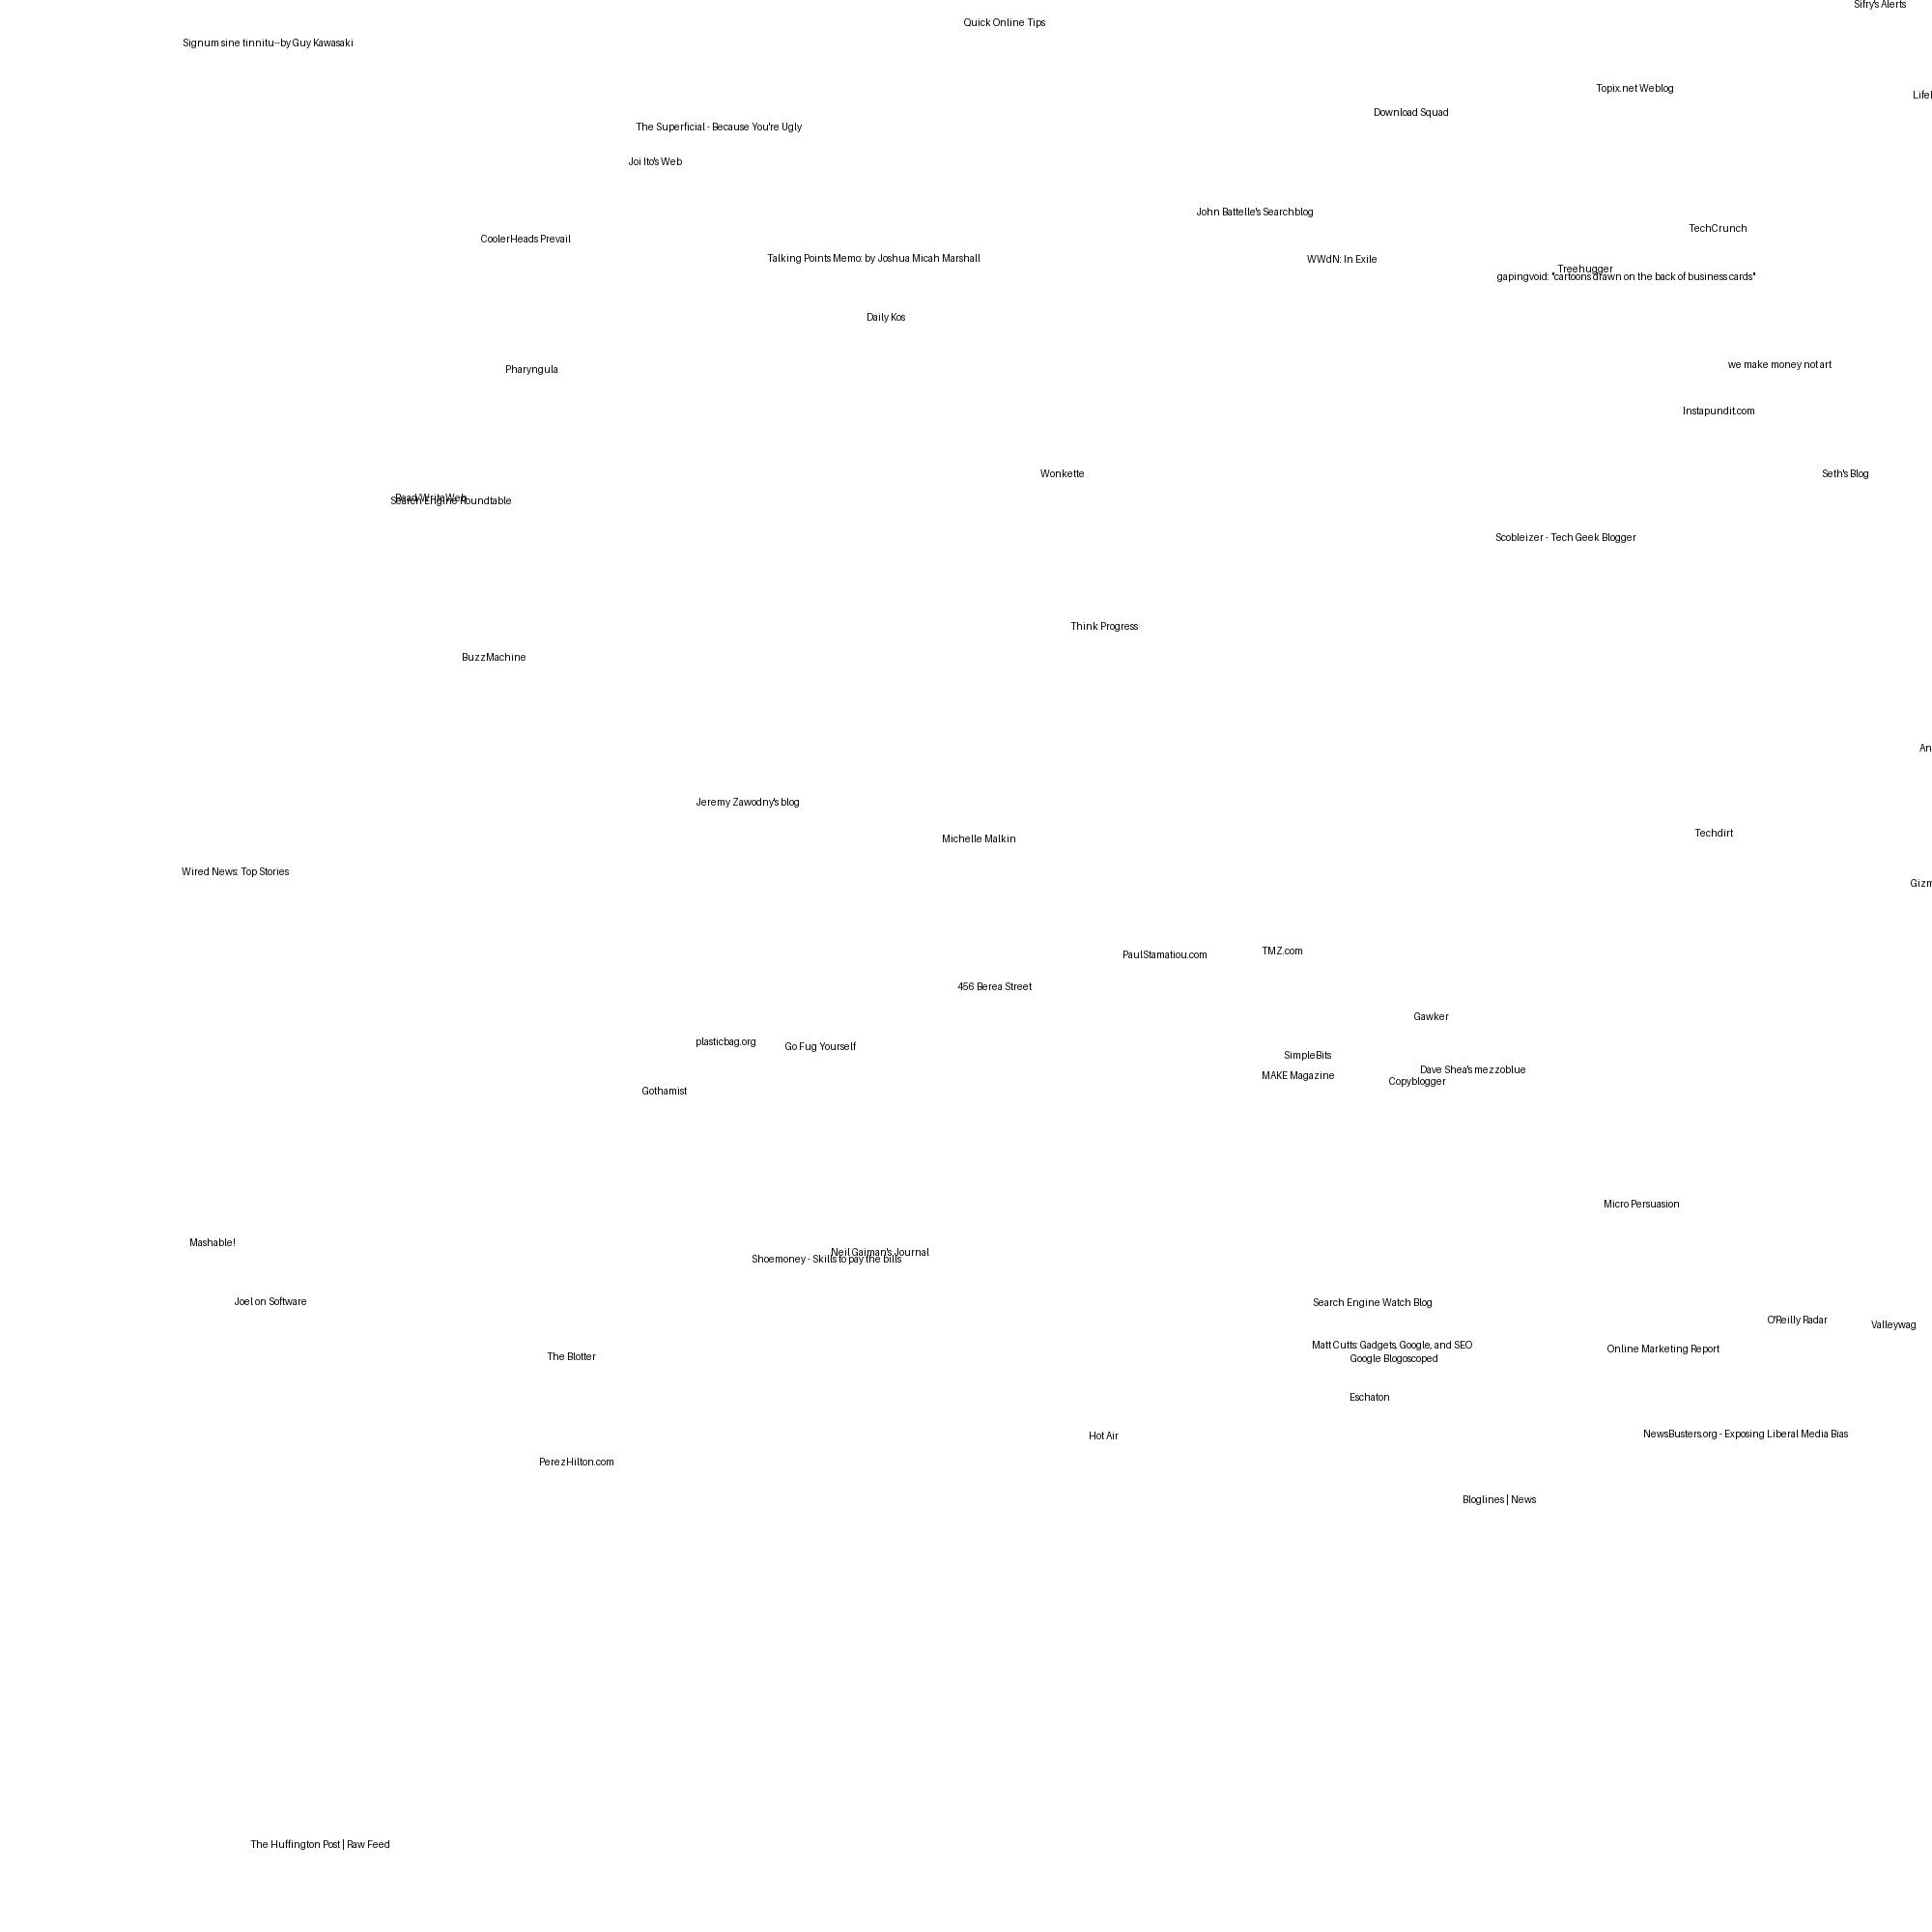 Sifry's Alerts
Quick Online Tips
Signum sine tinnitu--by Guy Kawasaki
Topix.net Weblog
Lifeh
Download Squad
The Superficial - Because You're Ugly
Joi Ito's Web
John Battelle's Searchblog
TechCrunch
CoolerHeads Prevail
Talking Points Memo: by Joshua Micah Marshall
WWdN: In Exile
Treehugger
gapingvoid: "cartoons drawn on the back of business cards"
Daily Kos
we make money not art
Pharyngula
Instapundit.com
Wonkette
Seth's Blog
Read/WriteWeb
Search Engine Roundtable
Scobleizer - Tech Geek Blogger
Think Progress
BuzzMachine
An
Jeremy Zawodny's blog
Techdirt
Michelle Malkin
Wired News: Top Stories
Gizm
TMZ.com
PaulStamatiou.com
456 Berea Street
Gawker
plasticbag.org
Go Fug Yourself
SimpleBits
Dave Shea's mezzoblue
MAKE Magazine
Copyblogger
Gothamist
Micro Persuasion
Mashable!
Neil Gaiman's Journal
Shoemoney - Skills to pay the bills
Joel on Software
Search Engine Watch Blog
O'Reilly Radar
Valleywag
Matt Cutts: Gadgets, Google, and SEO
Online Marketing Report
The Blotter
Google Blogoscoped
Eschaton
NewsBusters.org - Exposing Liberal Media Bias
Hot Air
PerezHilton.com
Bloglines | News
The Huffington Post | Raw Feed